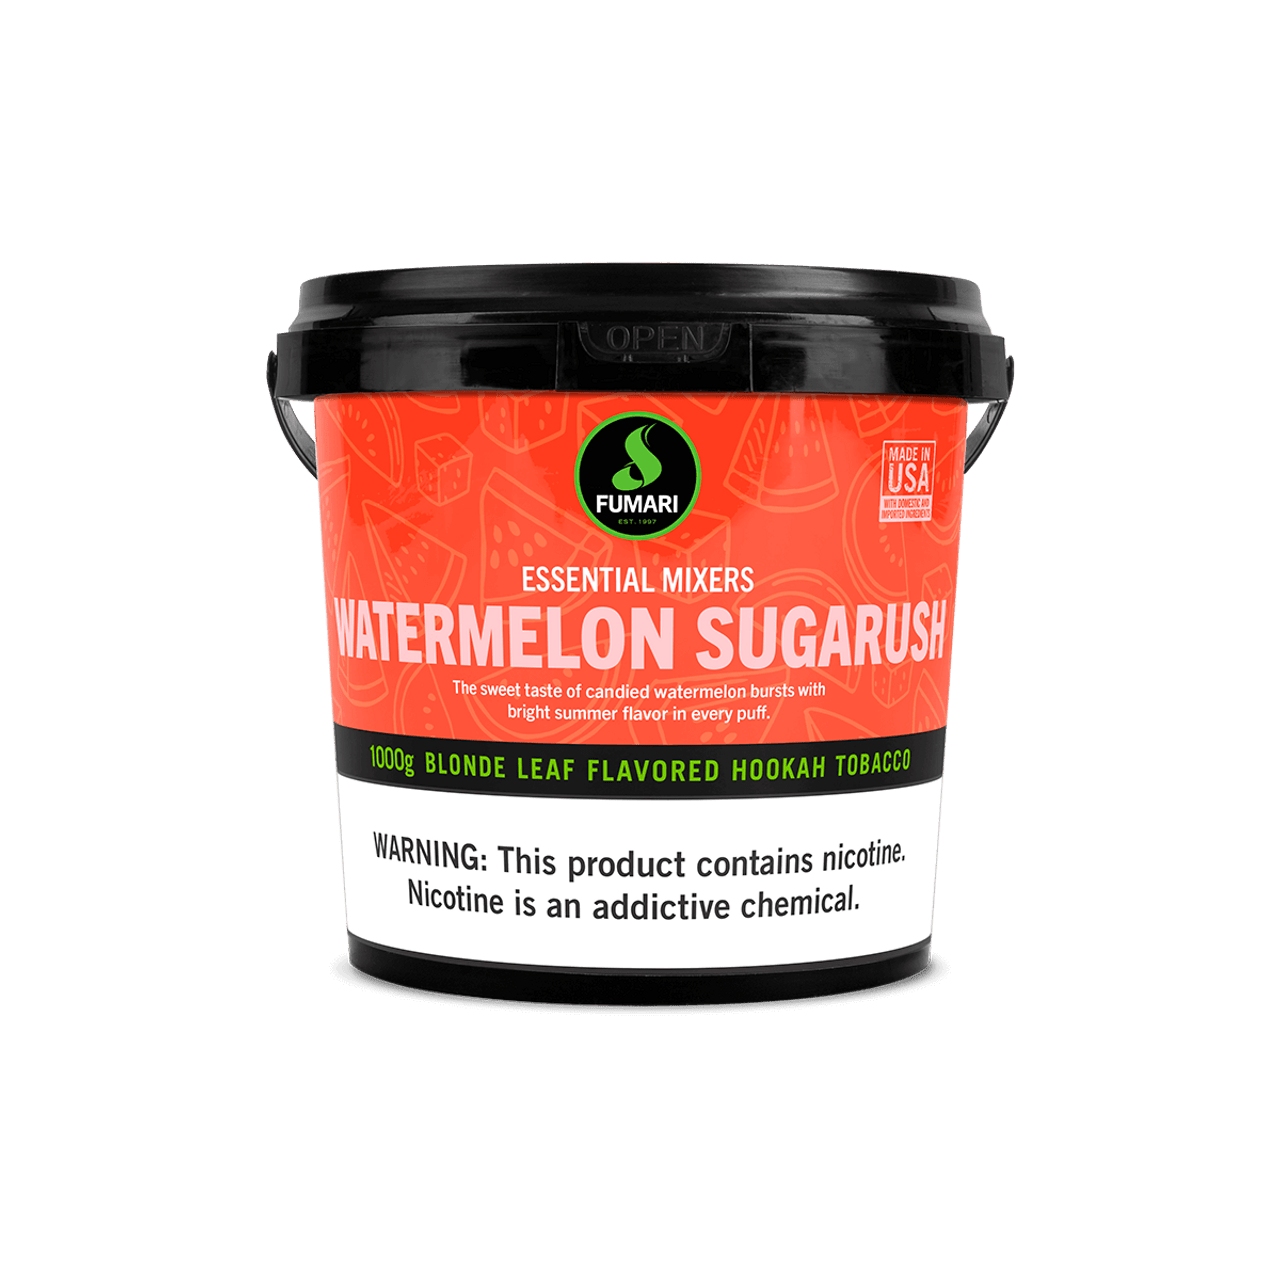 OPEN
FUMARI
EST. 1997
MADE IN
USA
WITH DOMESTIC AND
IMPORTED INGREDIENTS
ESSENTIAL MIXERS
WATERMELON SUGARUSH
The sweet taste of candied watermelon bursts with
bright summer flavor in every puff.
1000g BLONDE LEAF FLAVORED HOOKAH TOBACCO
WARNING: This product contains nicotine.
Nicotine is an addictive chemical.